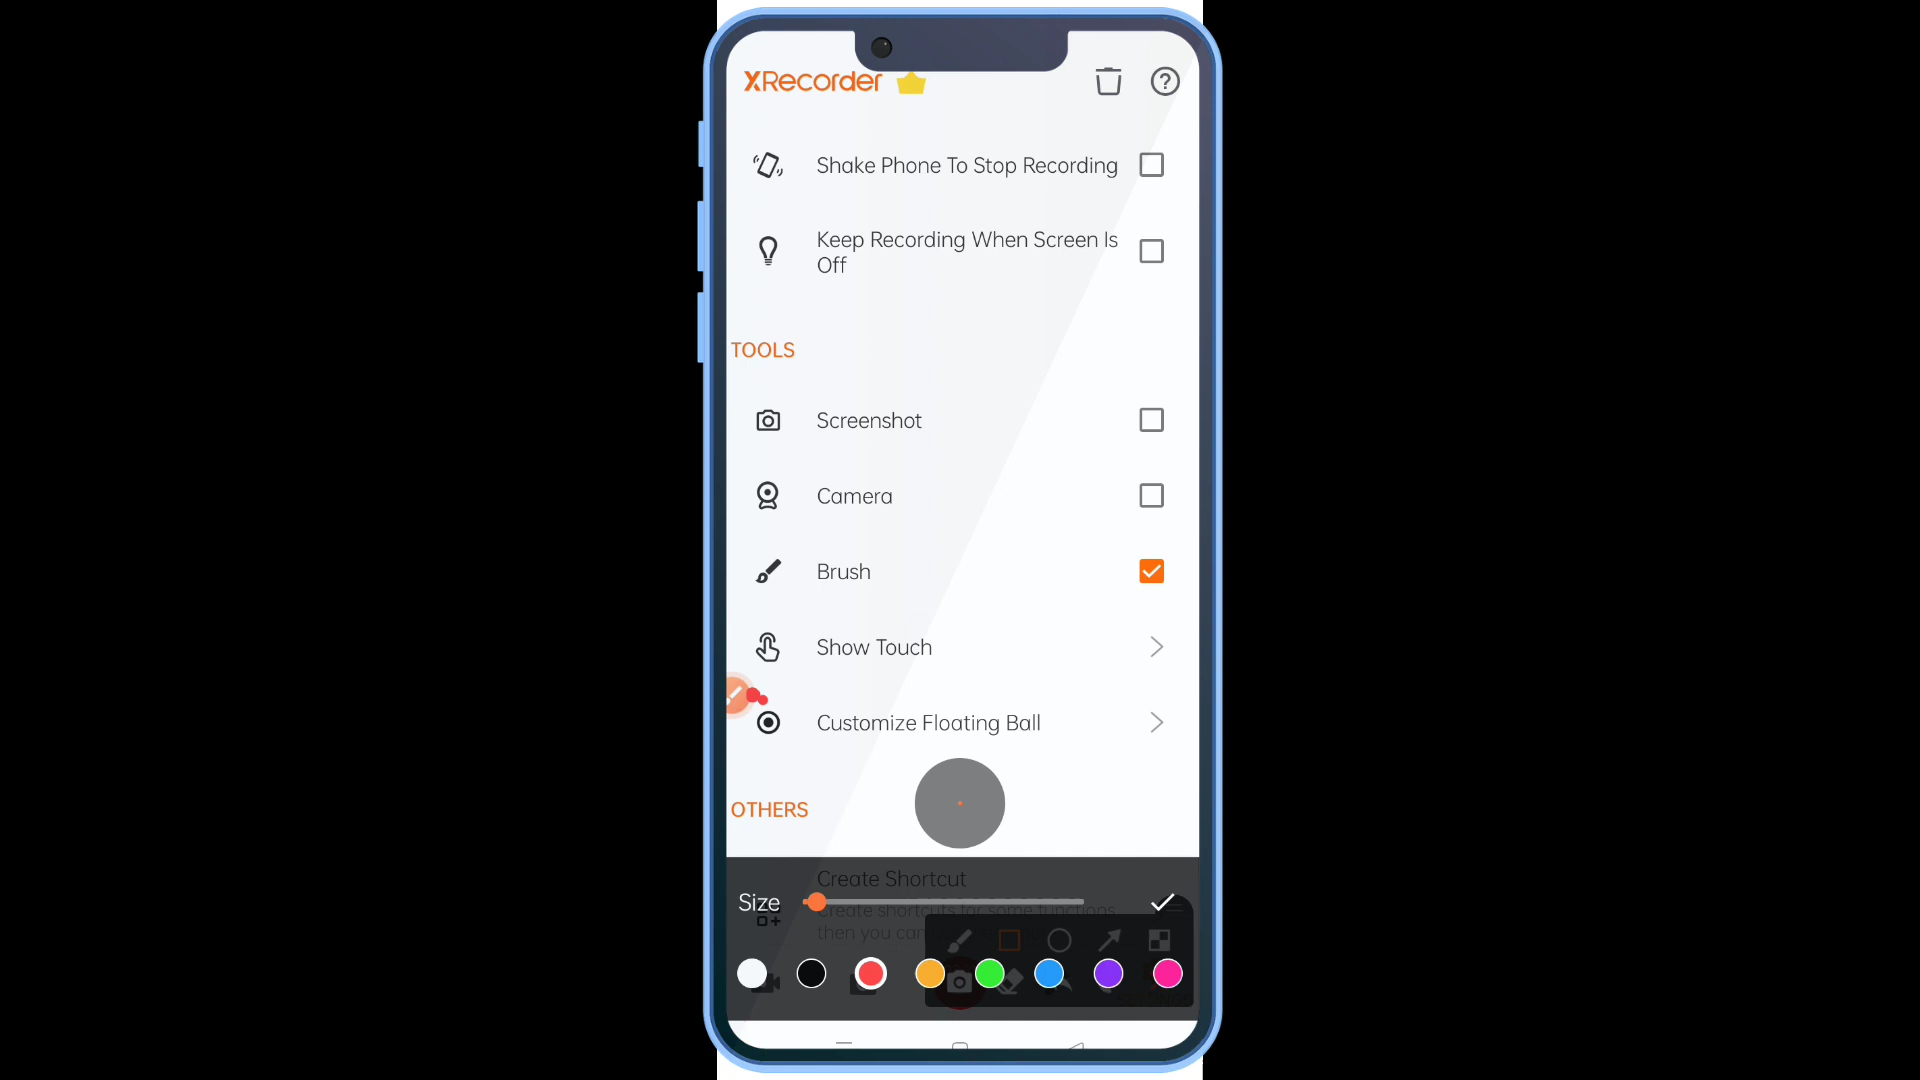 XRecorder
Shake Phone To Stop Recording
Keep Recording When Screen Is
Off
TOOLS
Screenshot
Camera
Brush
Show Touch
Customize Floating Ball
OTHERS
Create Shortcut
Size
Create shortcuts for some functions,
then you can